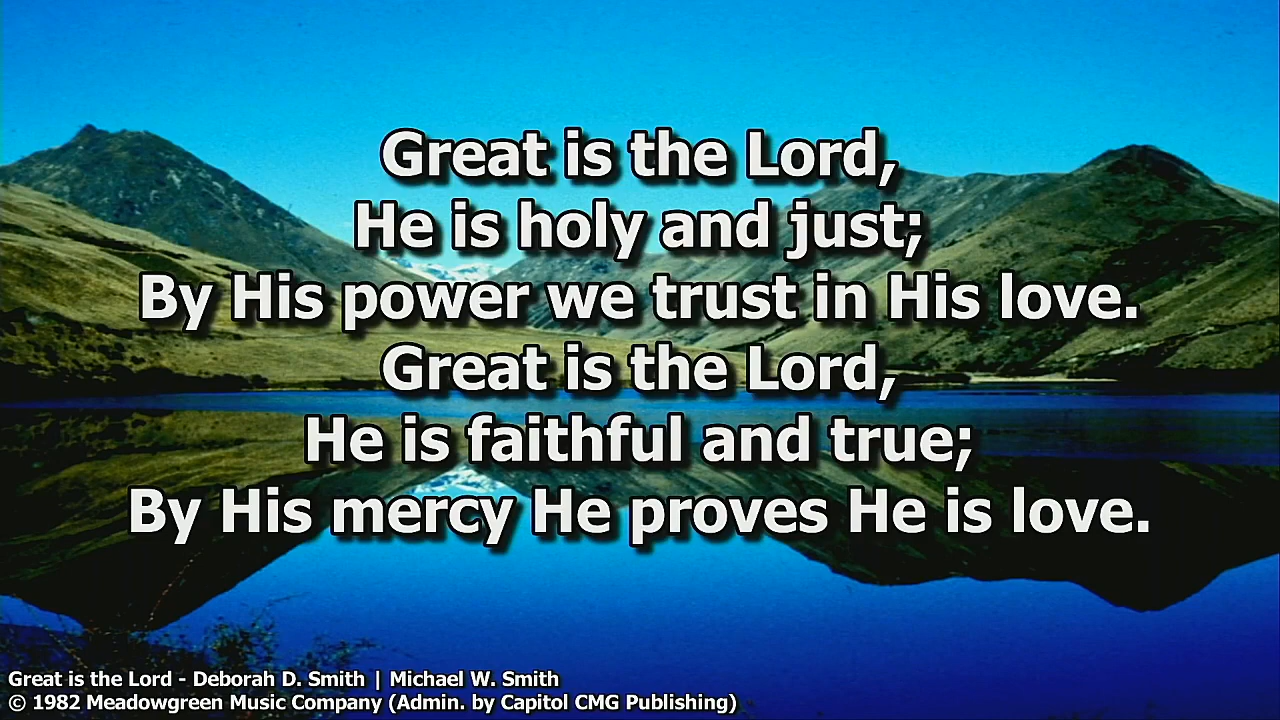 Great is the Lord,
He is holy and just;
By His power we trust in His love.
Great is the Lord,
He is faithful and true;
By His mercy He proves He is love.
Great is the Lord - Deborah D. Smith | Michael W. Smith
© 1982 Meadowgreen Music Company (Admin. by Capitol CMG Publishing)